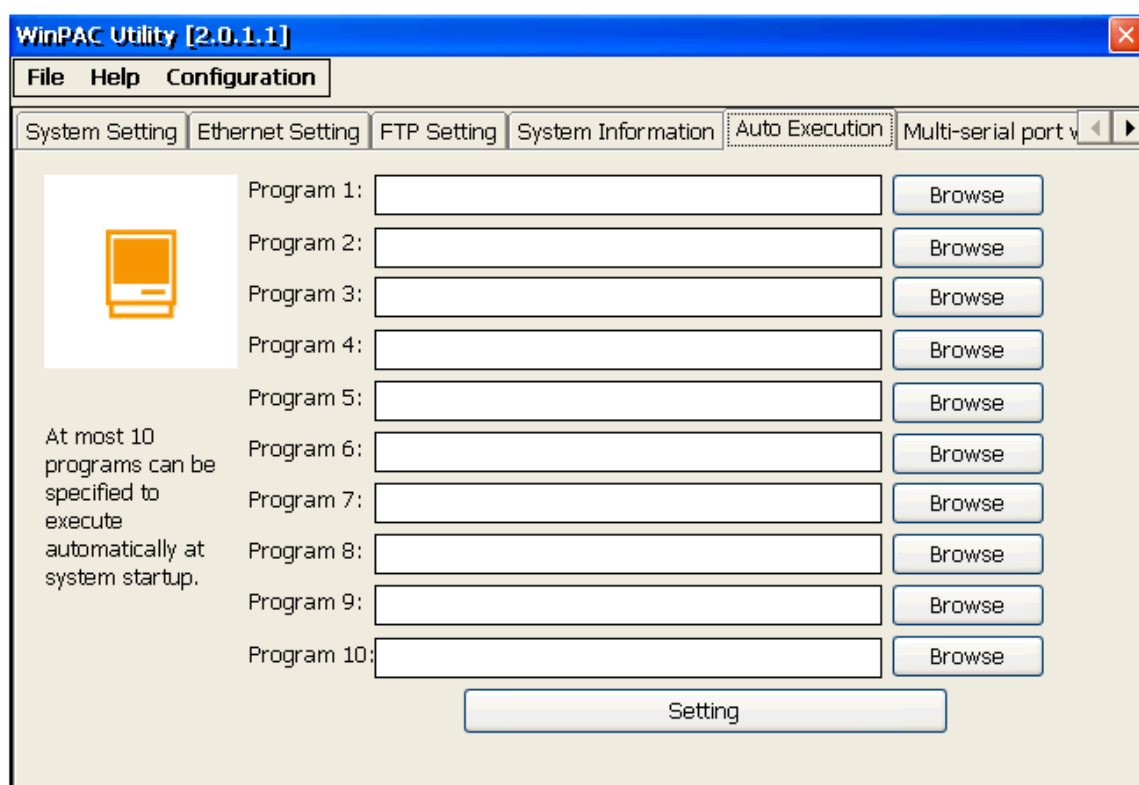 WinPAC Utility [2.0.1.1]
File Help Configuration
System Setting Ethernet Setting FTP Setting System Information Auto Execution Multi-serial port
Program 1: Browse
Program 2: Browse
Program 3: Browse
Program 4: Browse
Program 5: Browse
Program 6: Browse
Program 7: Browse
Program 8: Browse
Program 9: Browse
Program 10: Browse
At most 10
programs can be
specified to
execute
automatically at
system startup.
Setting